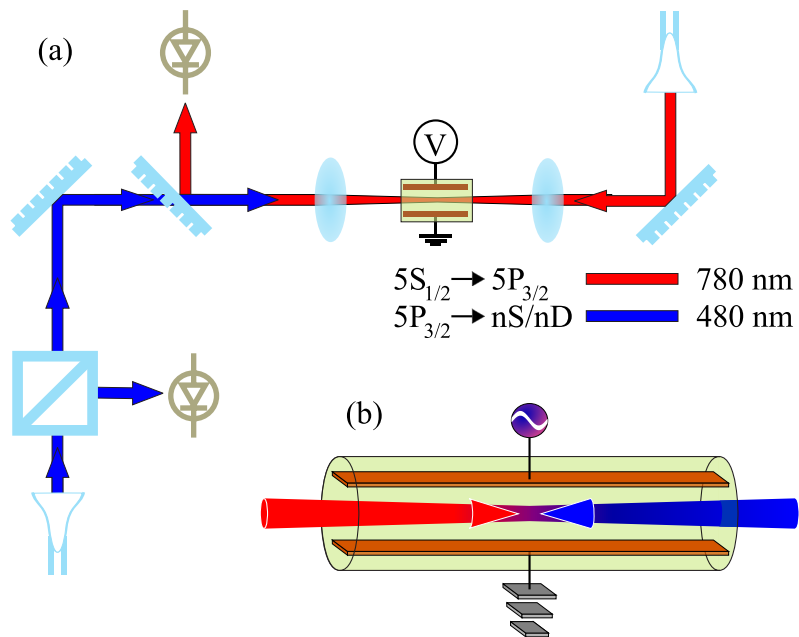 (a)
V
5S1/2 → 5P3/2 780 nm
5P3/2 → nS/nD 480 nm
(b)